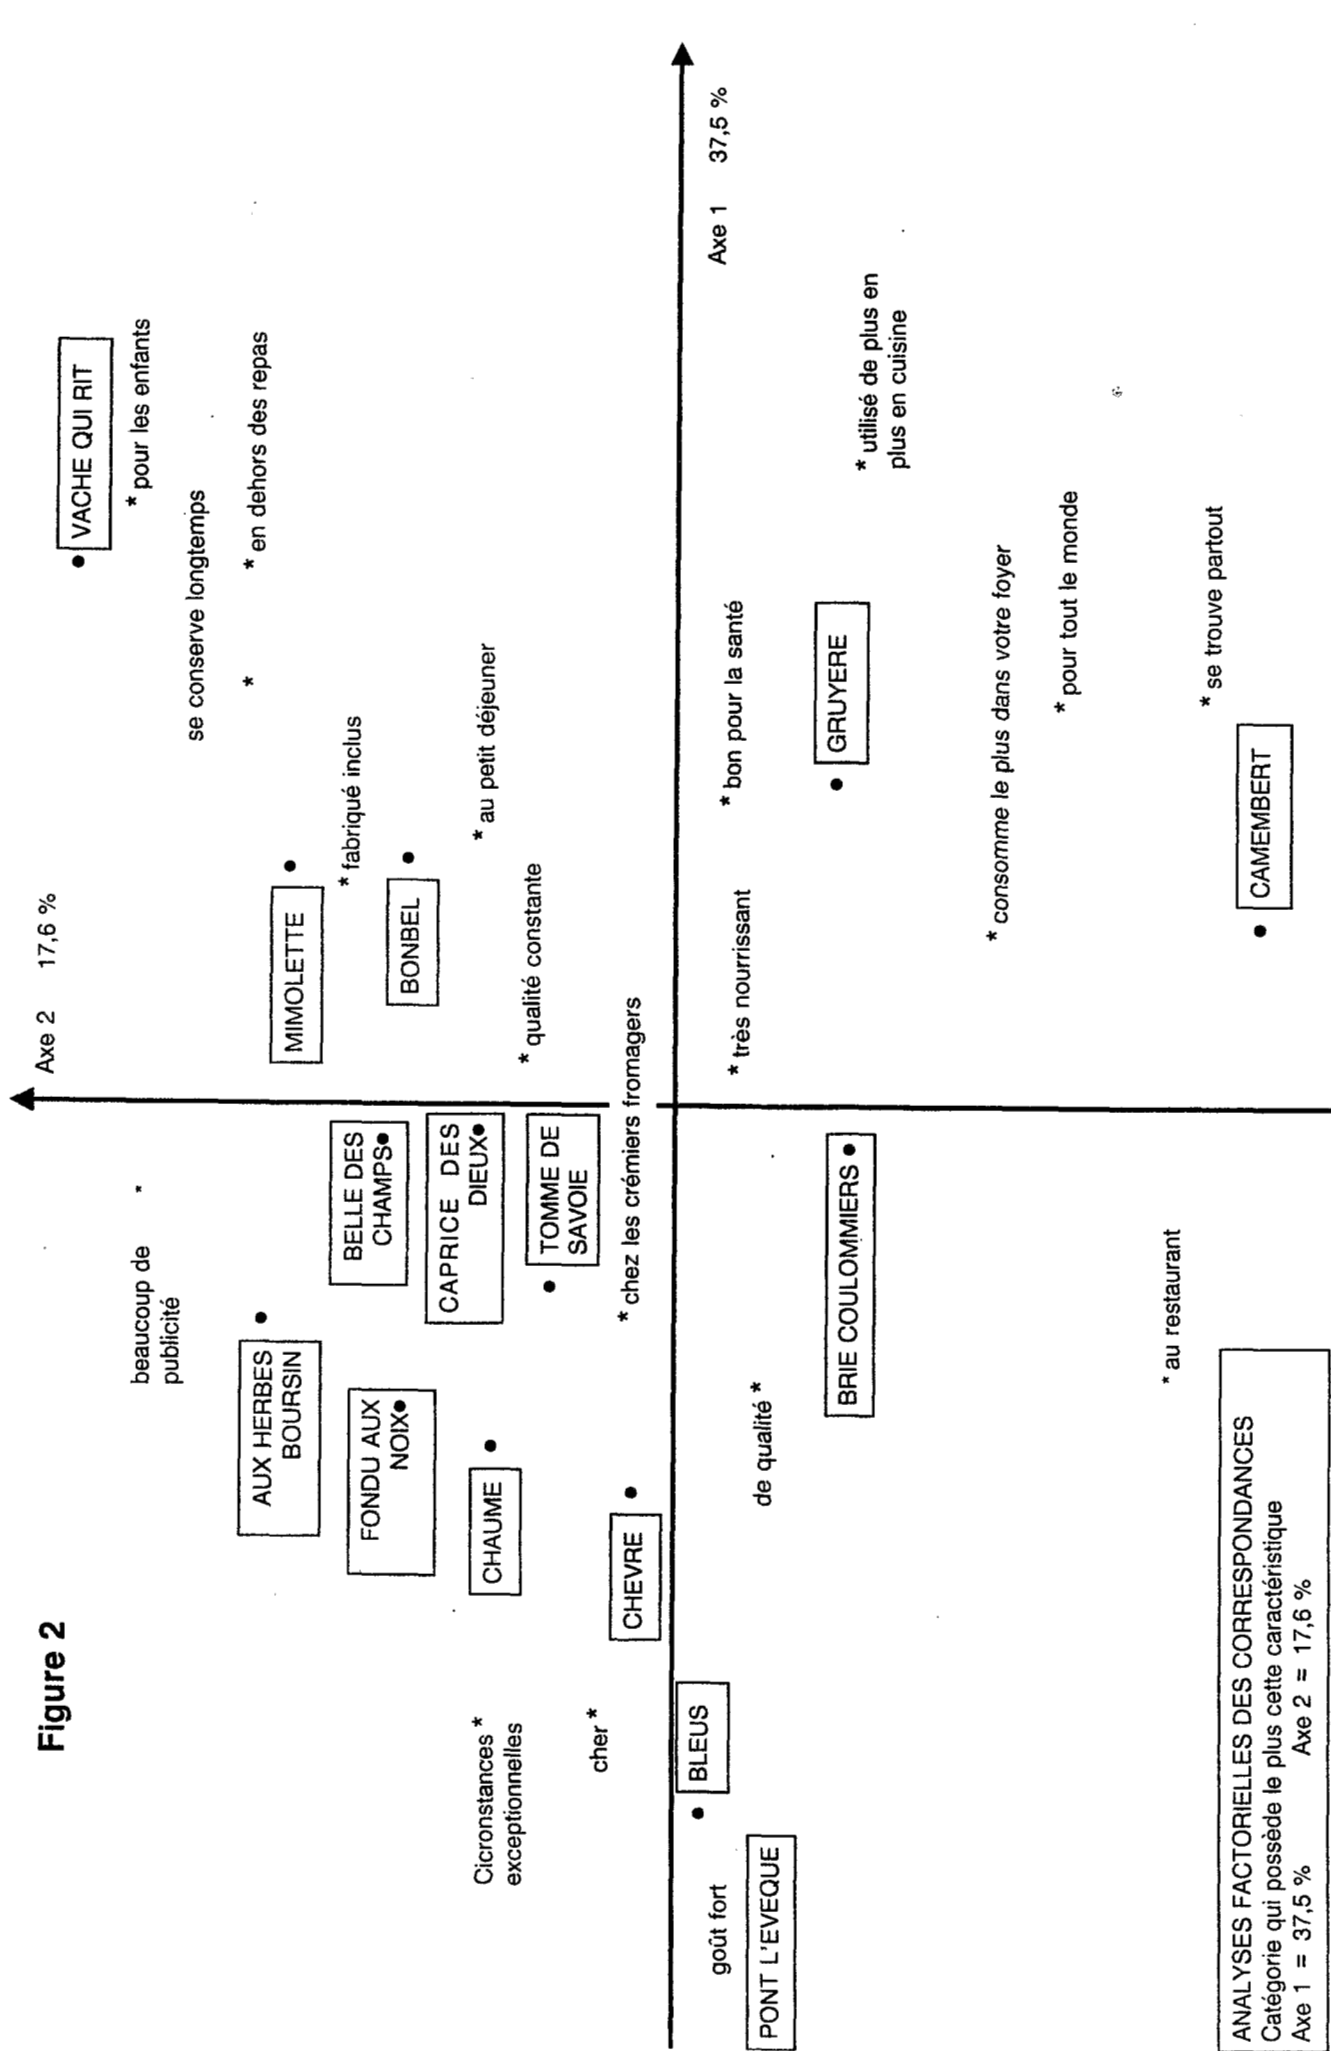 Figure 2
Axe 2 17,6 %
VACHE QUI RIT
* pour les enfants
beaucoup de *
publicité
se conserve longtemps
*
* en dehors des repas
AUX HERBES
BOURSIN
MIMOLETTE
* fabriqué inclus
BELLE DES
CHAMPS
FONDU AUX
NOIX
BONBEL
CAPRICE DES
DIEUX
* au petit déjeuner
CHAUME
Cicronstances *
exceptionnelles
* qualité constante
TOMME DE
SAVOIE
cher *
CHEVRE
* chez les crémiers fromagers
Axe 1 37,5 %
BLEUS
goût fort
* très nourrissant
* bon pour la santé
PONT L'EVEQUE
de qualité *
BRIE COULOMMIERS
GRUYERE
* utilisé de plus en
plus en cuisine
* consomme le plus dans votre foyer
* pour tout le monde
* au restaurant
* se trouve partout
CAMEMBERT
ANALYSES FACTORIELLES DES CORRESPONDANCES
Catégorie qui possède le plus cette caractéristique
Axe 1 = 37,5 % Axe 2 = 17,6 %